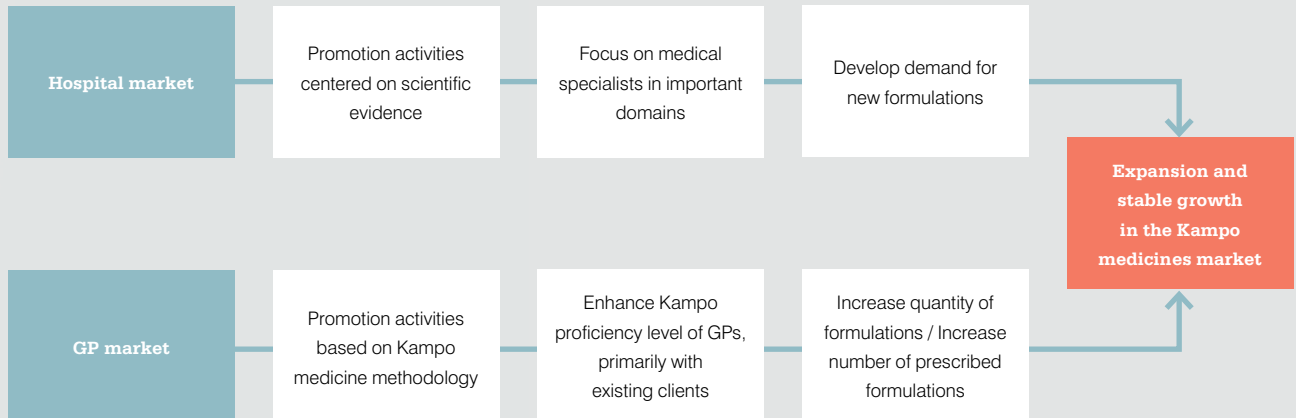 Hospital market
Promotion activities
centered on scientific
evidence
Focus on medical
specialists in important
domains
Develop demand for
new formulations
Expansion and
stable growth
in the Kampo
medicines market
GP market
Promotion activities
based on Kampo
medicine methodology
Enhance Kampo
proficiency level of GPs,
primarily with
existing clients
Increase quantity of
formulations / Increase
number of prescribed
formulations